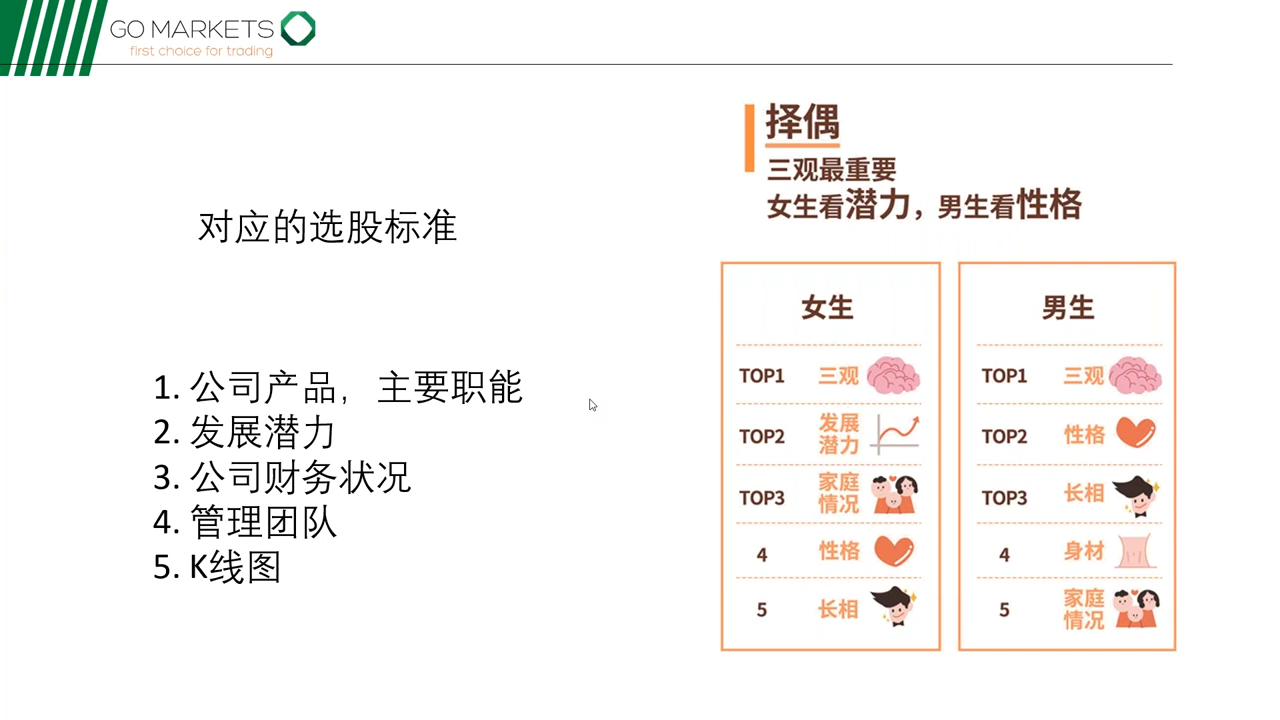 GO MARKETS
first choice for trading
对应的选股标准
1. 公司产品，主要职能
2. 发展潜力
3. 公司财务状况
4. 管理团队
5. K线图
择偶
三观最重要
女生看潜力，男生看性格
女生
TOP1 三观
TOP2 发展
潜力
TOP3 家庭
情况
4 性格
5 长相
男生
TOP1 三观
TOP2 性格
TOP3 长相
4 身材
5 家庭
情况